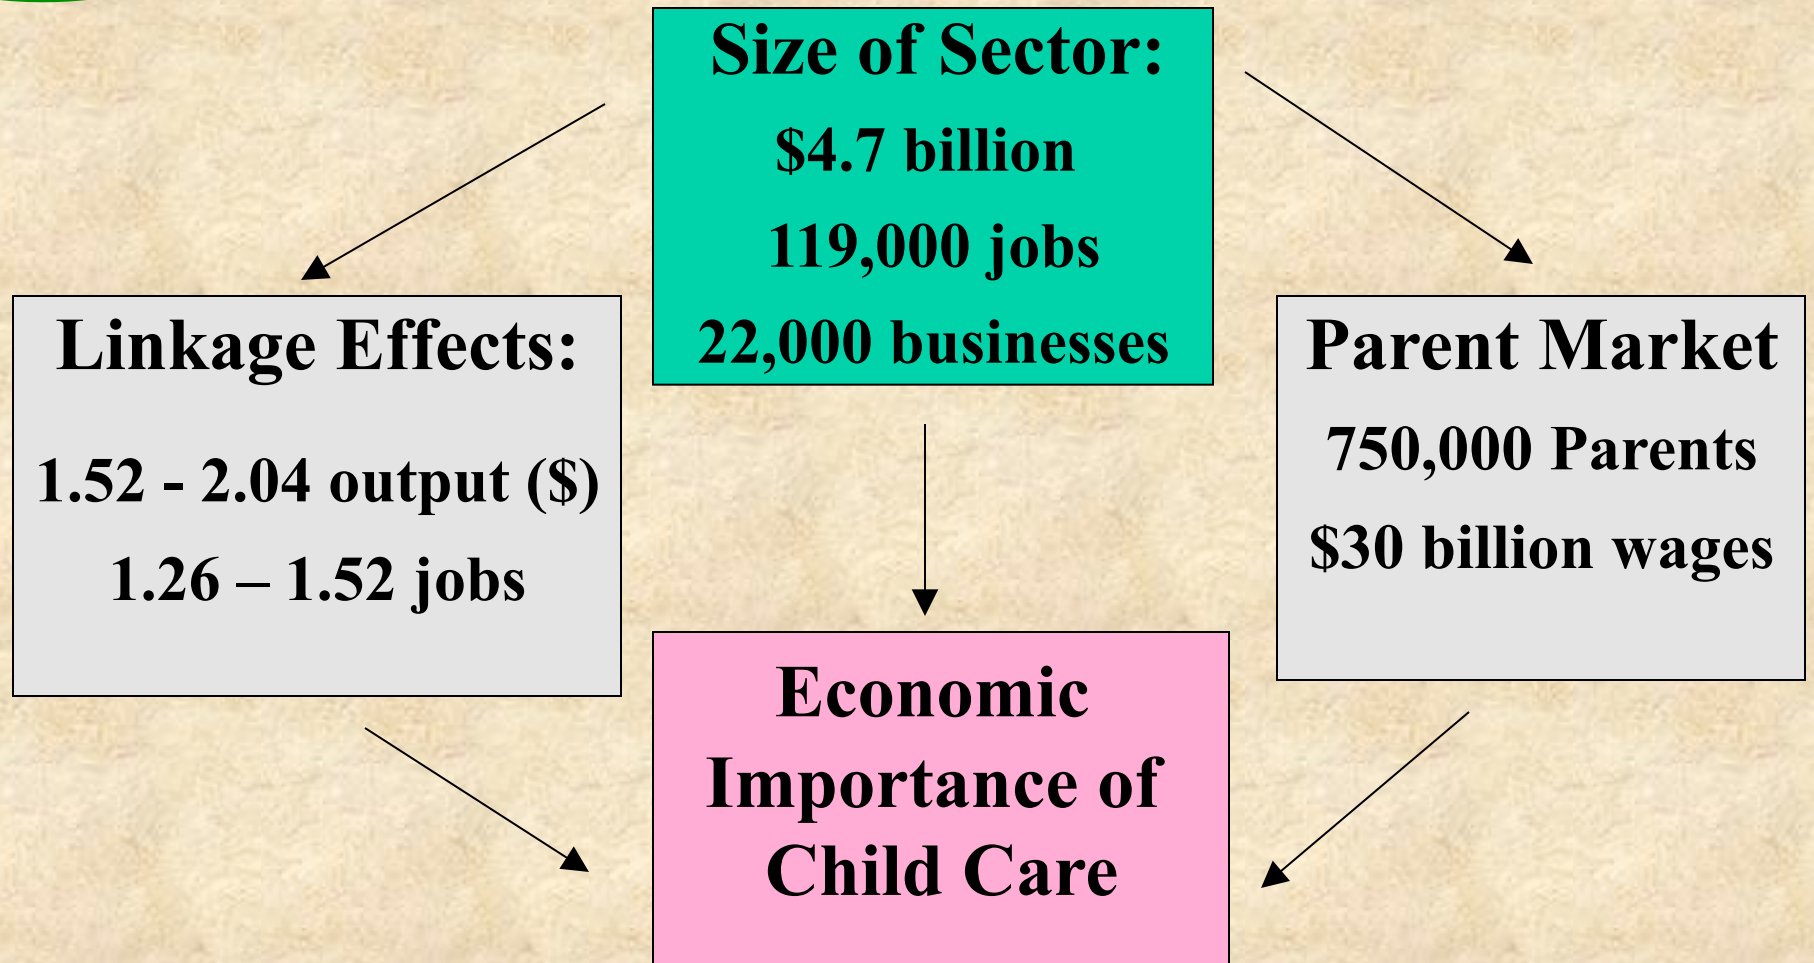 Size of Sector:
$4.7 billion
119,000 jobs
22,000 businesses
Linkage Effects:
1.52 - 2.04 output ($)
1.26 – 1.52 jobs
Parent Market
750,000 Parents
$30 billion wages
Economic
Importance of
Child Care